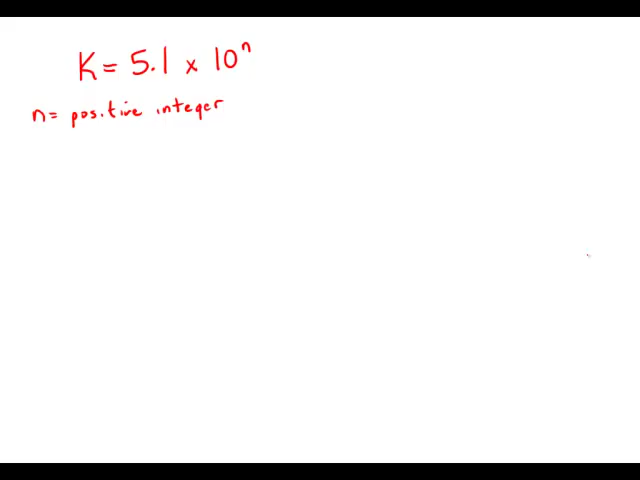 K = 5.1 x 10ⁿ
n = positive integer